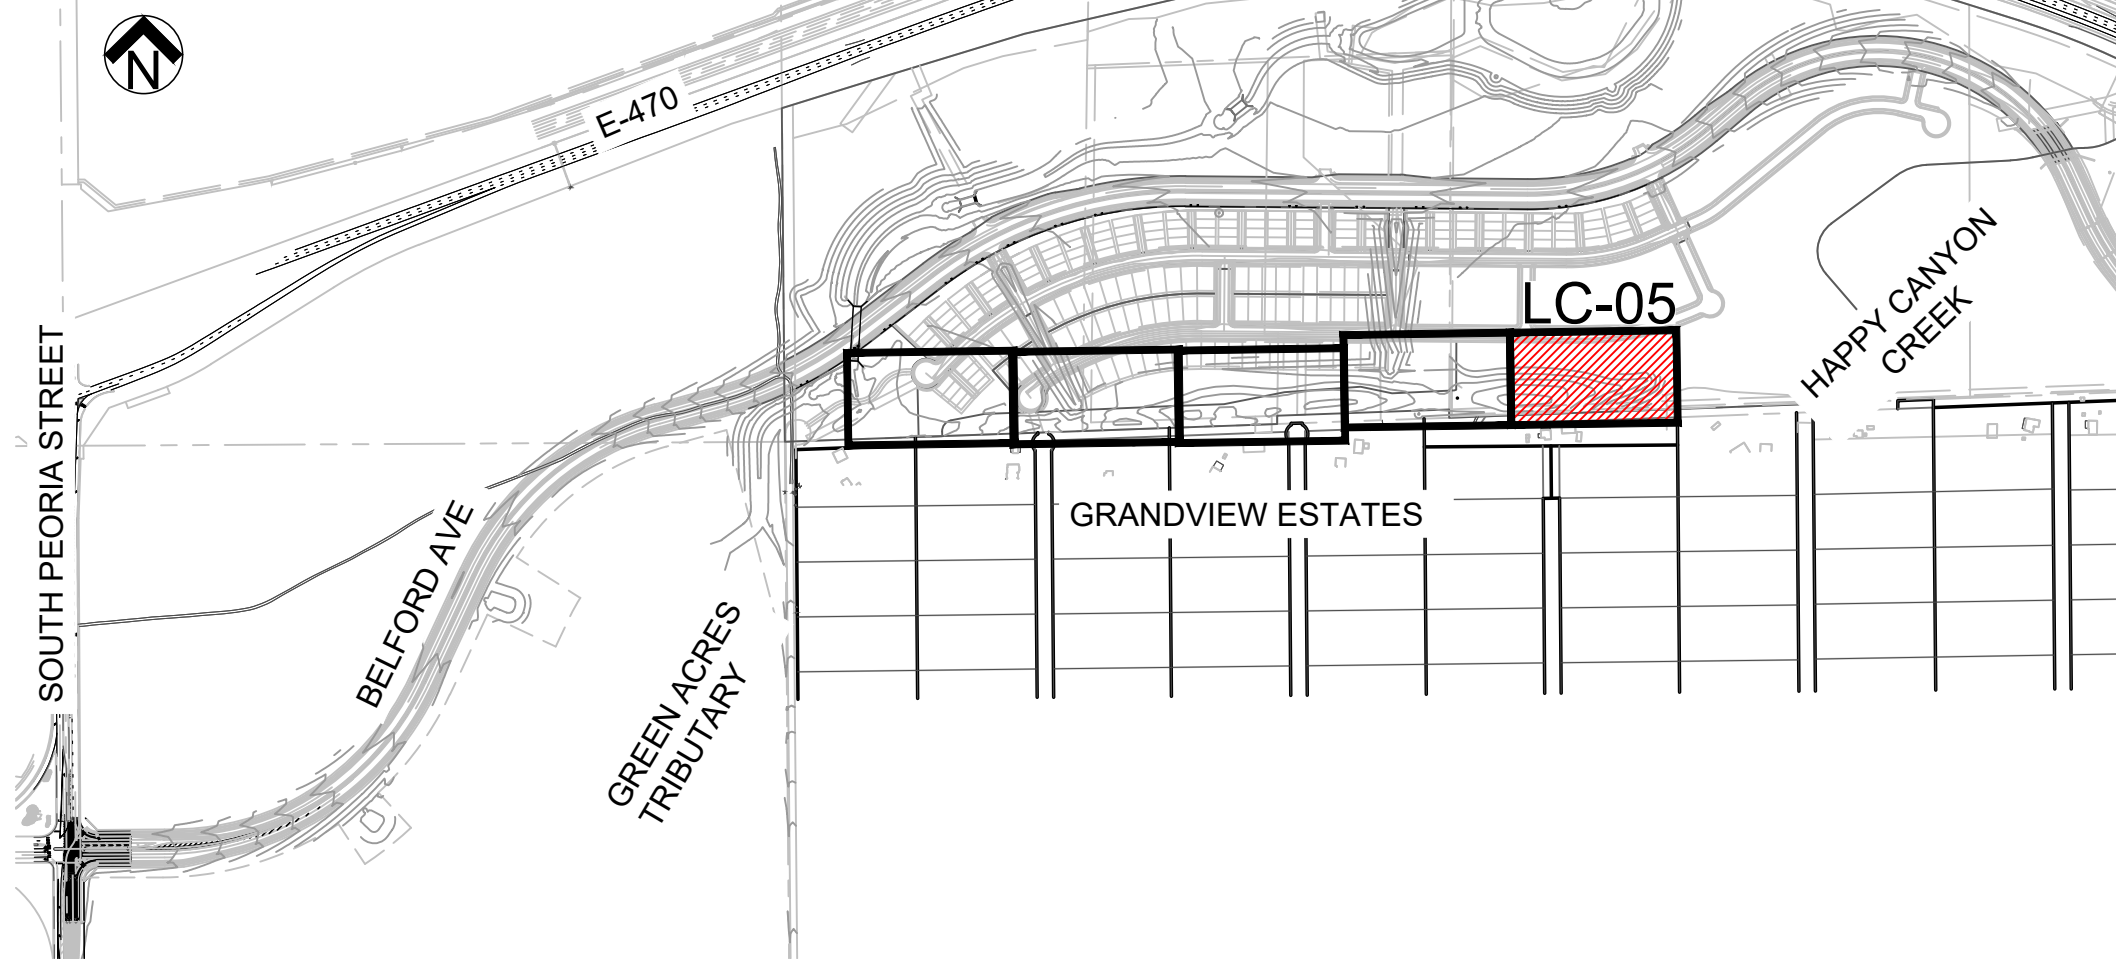 N
E-470
LC-05
HAPPY CANYON
CREEK
SOUTH PEORIA STREET
BELFORD AVE
GRANDVIEW ESTATES
GREEN ACRES
TRIBUTARY